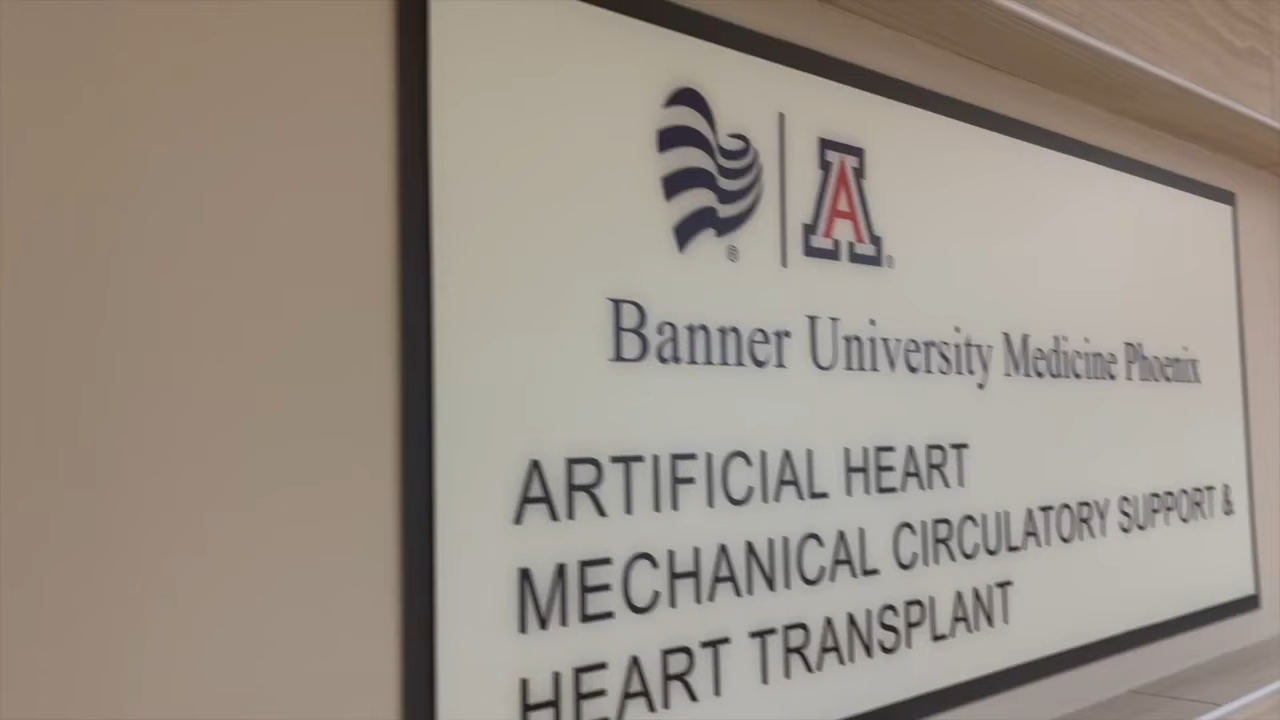 A
Banner University Medicine Phoenix
ARTIFICIAL HEART
MECHANICAL CIRCULATORY SUPPORT &
HEART TRANSPLANT